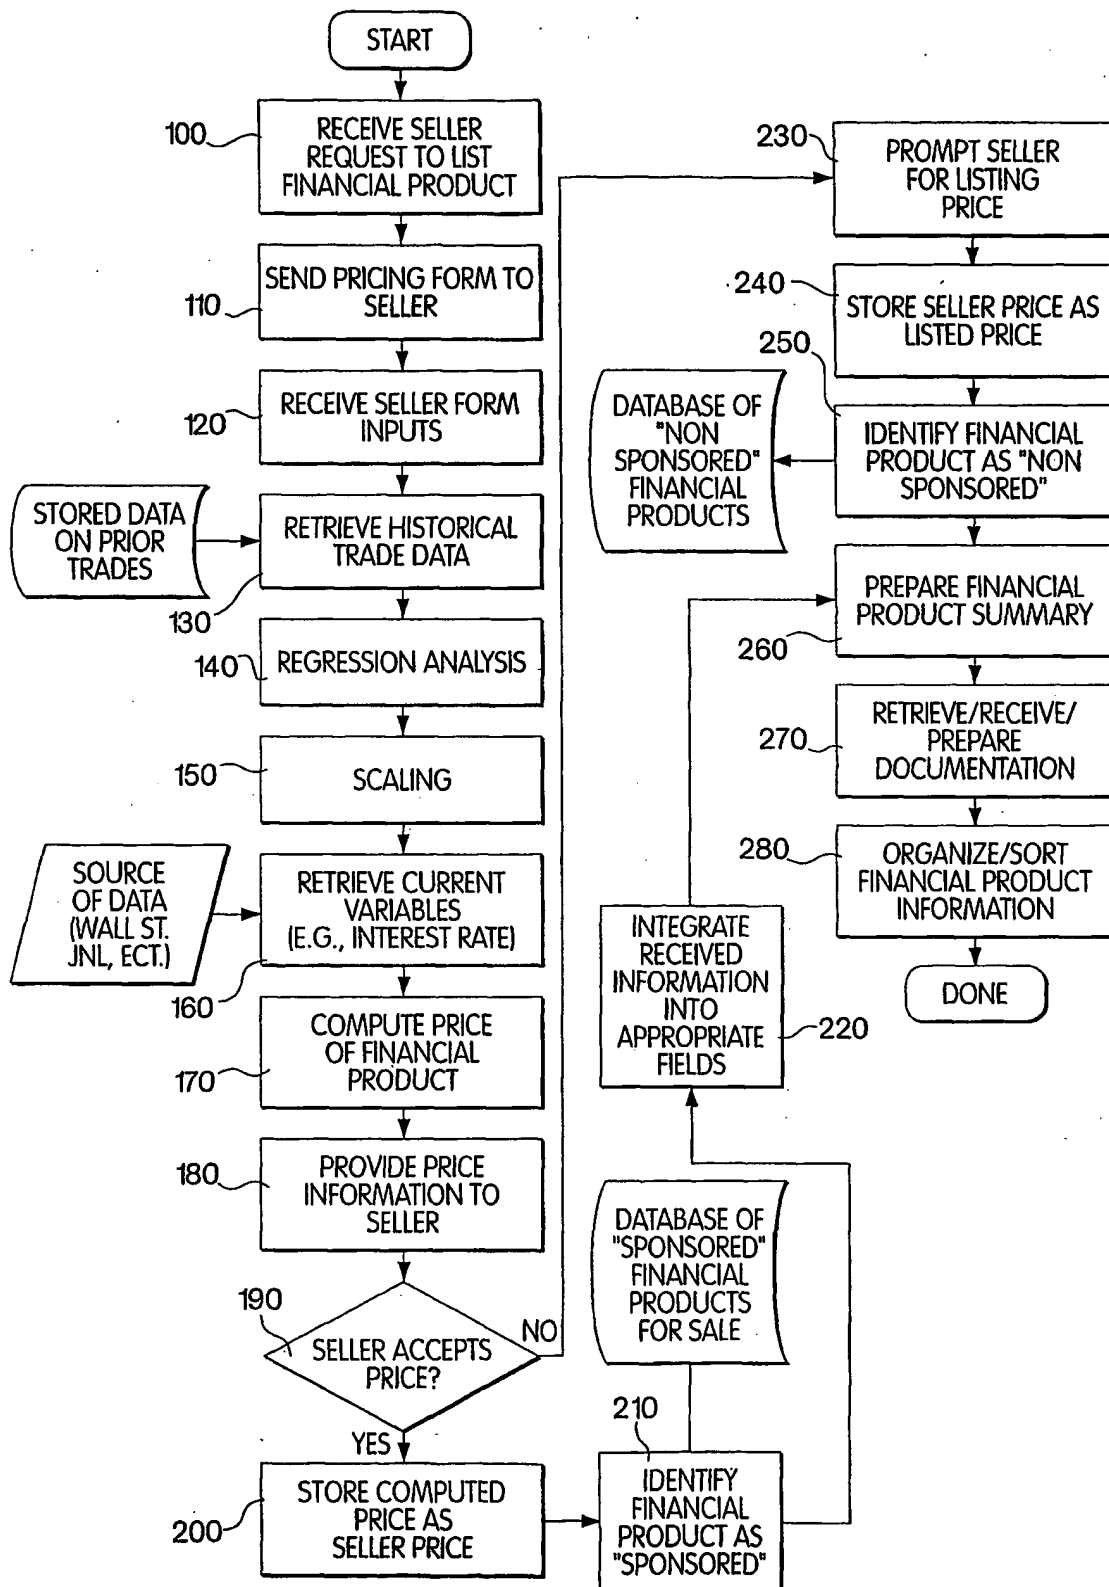 START
100
RECEIVE SELLER
REQUEST TO LIST
FINANCIAL PRODUCT
110
SEND PRICING FORM TO
SELLER
120
RECEIVE SELLER FORM
INPUTS
STORED DATA
ON PRIOR
TRADES
RETRIEVE HISTORICAL
TRADE DATA
130
140
REGRESSION ANALYSIS
150
SCALING
SOURCE
OF DATA
(WALL ST.
JNL, ECT.)
RETRIEVE CURRENT
VARIABLES
(E.G., INTEREST RATE)
160
COMPUTE PRICE
OF FINANCIAL
PRODUCT
170
180
PROVIDE PRICE
INFORMATION TO
SELLER
190
SELLER ACCEPTS
PRICE?
NO
YES
STORE COMPUTED
PRICE AS
SELLER PRICE
200
210
IDENTIFY
FINANCIAL
PRODUCT AS
"SPONSORED"
DATABASE OF
"SPONSORED"
FINANCIAL
PRODUCTS
FOR SALE
INTEGRATE
RECEIVED
INFORMATION
INTO
APPROPRIATE
FIELDS
220
230
PROMPT SELLER
FOR LISTING
PRICE
240
STORE SELLER PRICE AS
LISTED PRICE
250
IDENTIFY FINANCIAL
PRODUCT AS "NON
SPONSORED"
DATABASE OF
"NON
SPONSORED"
FINANCIAL
PRODUCTS
PREPARE FINANCIAL
PRODUCT SUMMARY
260
270
RETRIEVE/RECEIVE/
PREPARE
DOCUMENTATION
280
ORGANIZE/SORT
FINANCIAL PRODUCT
INFORMATION
DONE